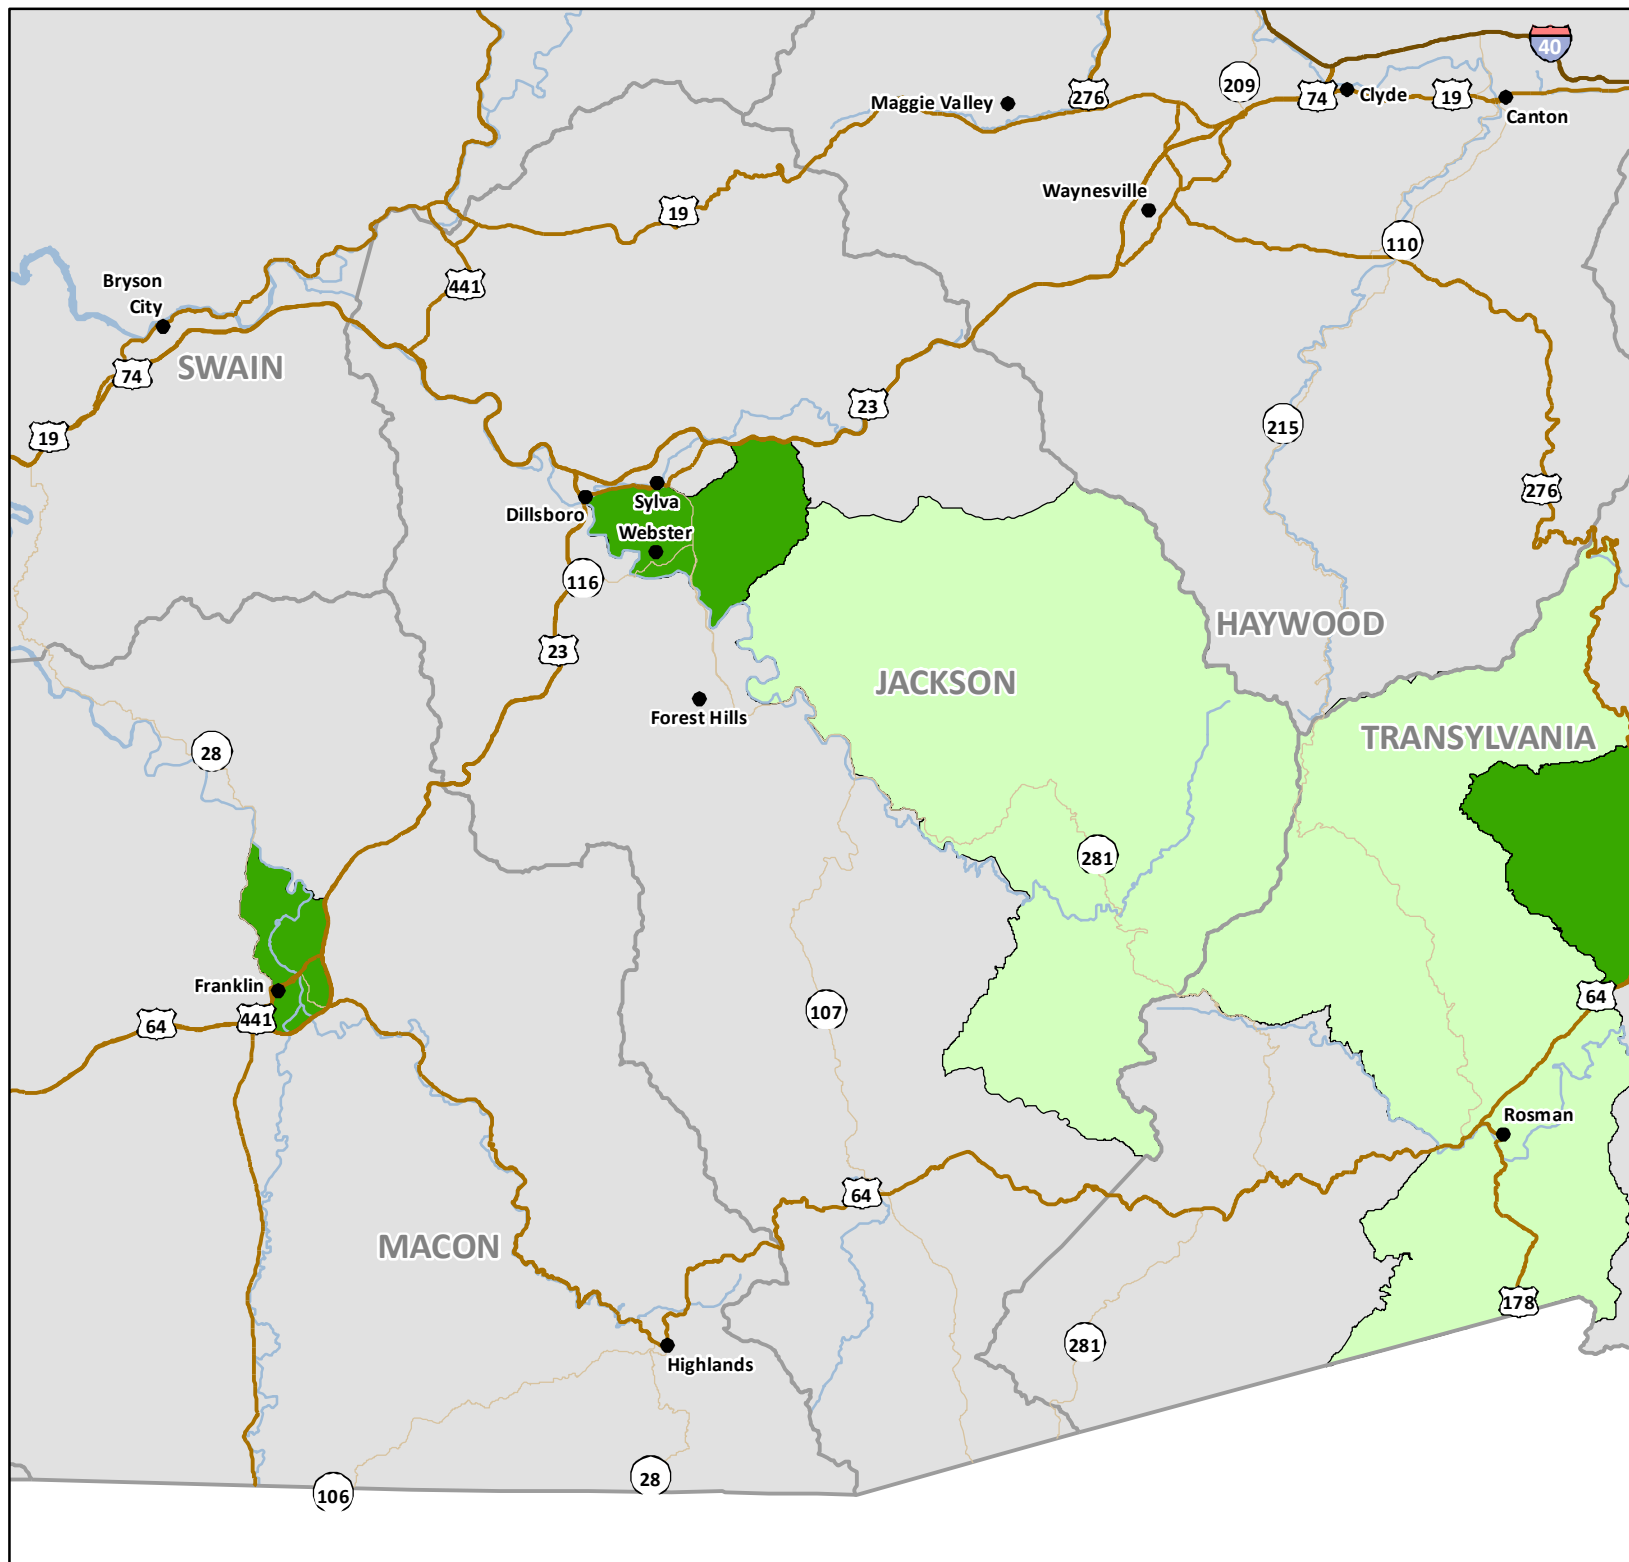 40
276
209
Maggie Valley
74
Clyde
19
Canton
Waynesville
19
110
441
Bryson
City
74
SWAIN
23
19
215
276
Sylva
Dillsboro
Webster
116
HAYWOOD
23
JACKSON
Forest Hills
TRANSYLVANIA
28
281
Franklin
64
441
107
64
Rosman
64
MACON
178
281
Highlands
28
106